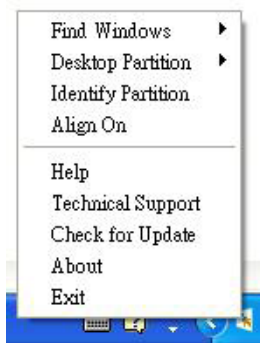 Find Windows
Desktop Partition
Identify Partition
Align On
Help
Technical Support
Check for Update
About
Exit